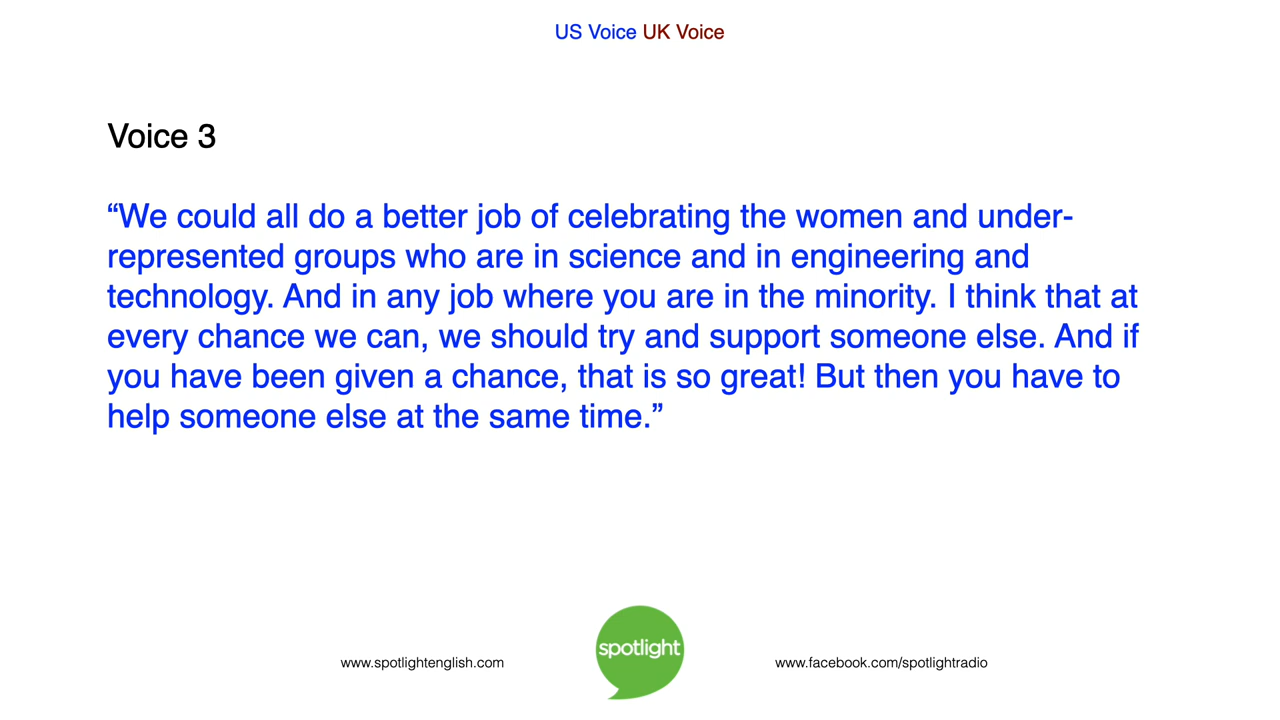 US Voice UK Voice
Voice 3
“We could all do a better job of celebrating the women and under-
represented groups who are in science and in engineering and
technology. And in any job where you are in the minority. I think that at
every chance we can, we should try and support someone else. And if
you have been given a chance, that is so great! But then you have to
help someone else at the same time.”
www.spotlightenglish.com
spotlight
www.facebook.com/spotlightradio